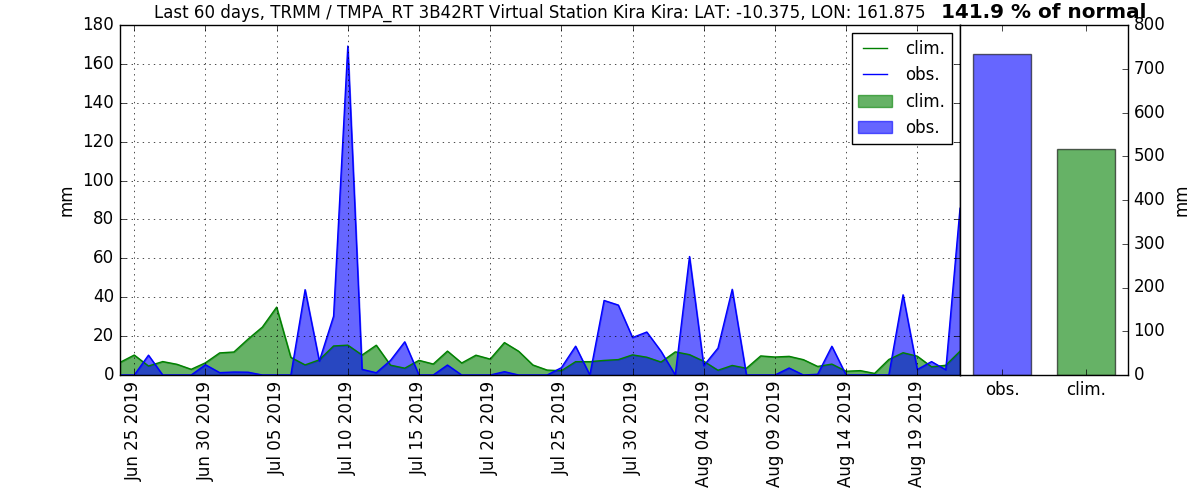 Last 60 days, TRMM / TMPA_RT 3B42RT Virtual Station Kira Kira: LAT: -10.375, LON: 161.875 141.9 % of normal
180
160
140
120
100
80
60
40
20
0
mm
clim.
obs.
clim.
obs.
Jun 25 2019
Jun 30 2019
Jul 05 2019
Jul 10 2019
Jul 15 2019
Jul 20 2019
Jul 25 2019
Jul 30 2019
Aug 04 2019
Aug 09 2019
Aug 14 2019
Aug 19 2019
800
700
600
500
400
300
200
100
0
mm
obs. clim.